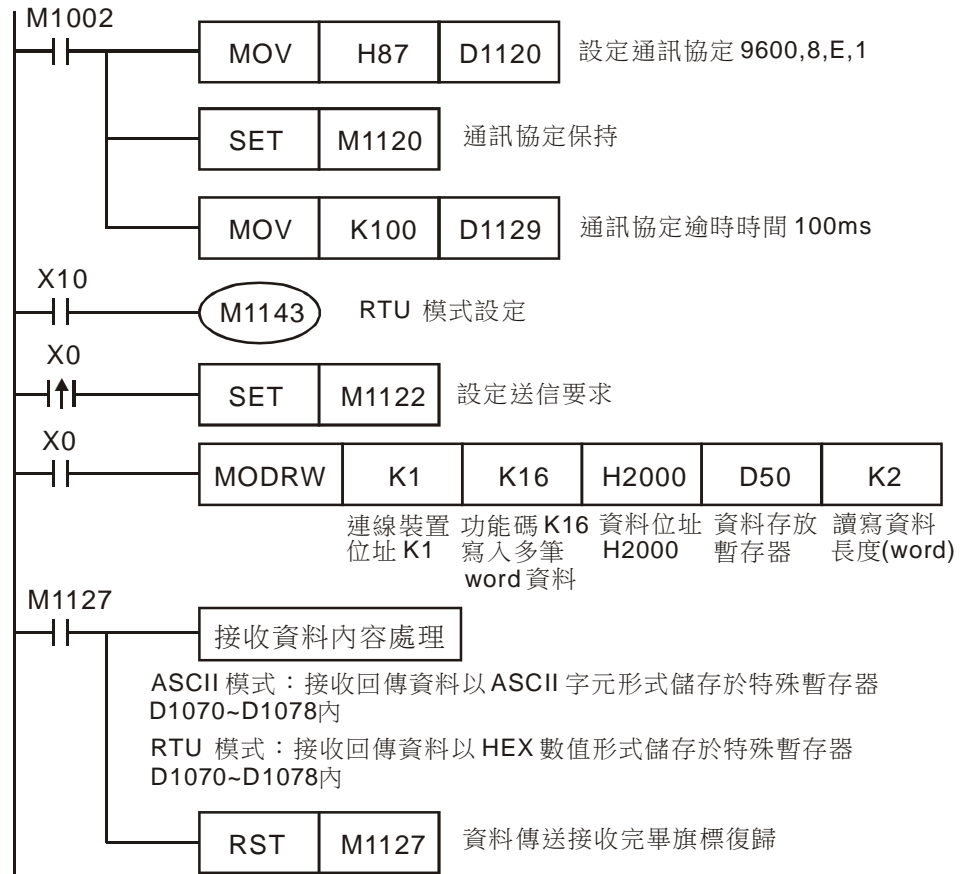 M1002
MOV H87 D1120 設定通訊協定 9600,8,E,1
SET M1120 通訊協定保持
MOV K100 D1129 通訊協定逾時時間 100ms
X10
M1143 RTU 模式設定
X0
SET M1122 設定送信要求
X0
MODRW K1 K16 H2000 D50 K2
連線裝置 功能碼 K16 資料位址 資料存放 讀寫資料
位址 K1 寫入多筆 H2000 暫存器 長度(word)
word 資料
M1127
接收資料內容處理
ASCII 模式：接收回傳資料以 ASCII 字元形式儲存於特殊暫存器
D1070~D1078內
RTU 模式：接收回傳資料以 HEX 數值形式儲存於特殊暫存器
D1070~D1078內
RST M1127 資料傳送接收完畢旗標復歸